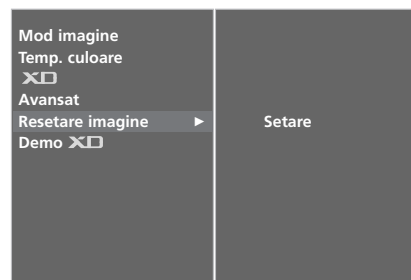 Mod imagine
Temp. culoare
XD
Avansat
Resetare imagine ► Setare
Demo XD